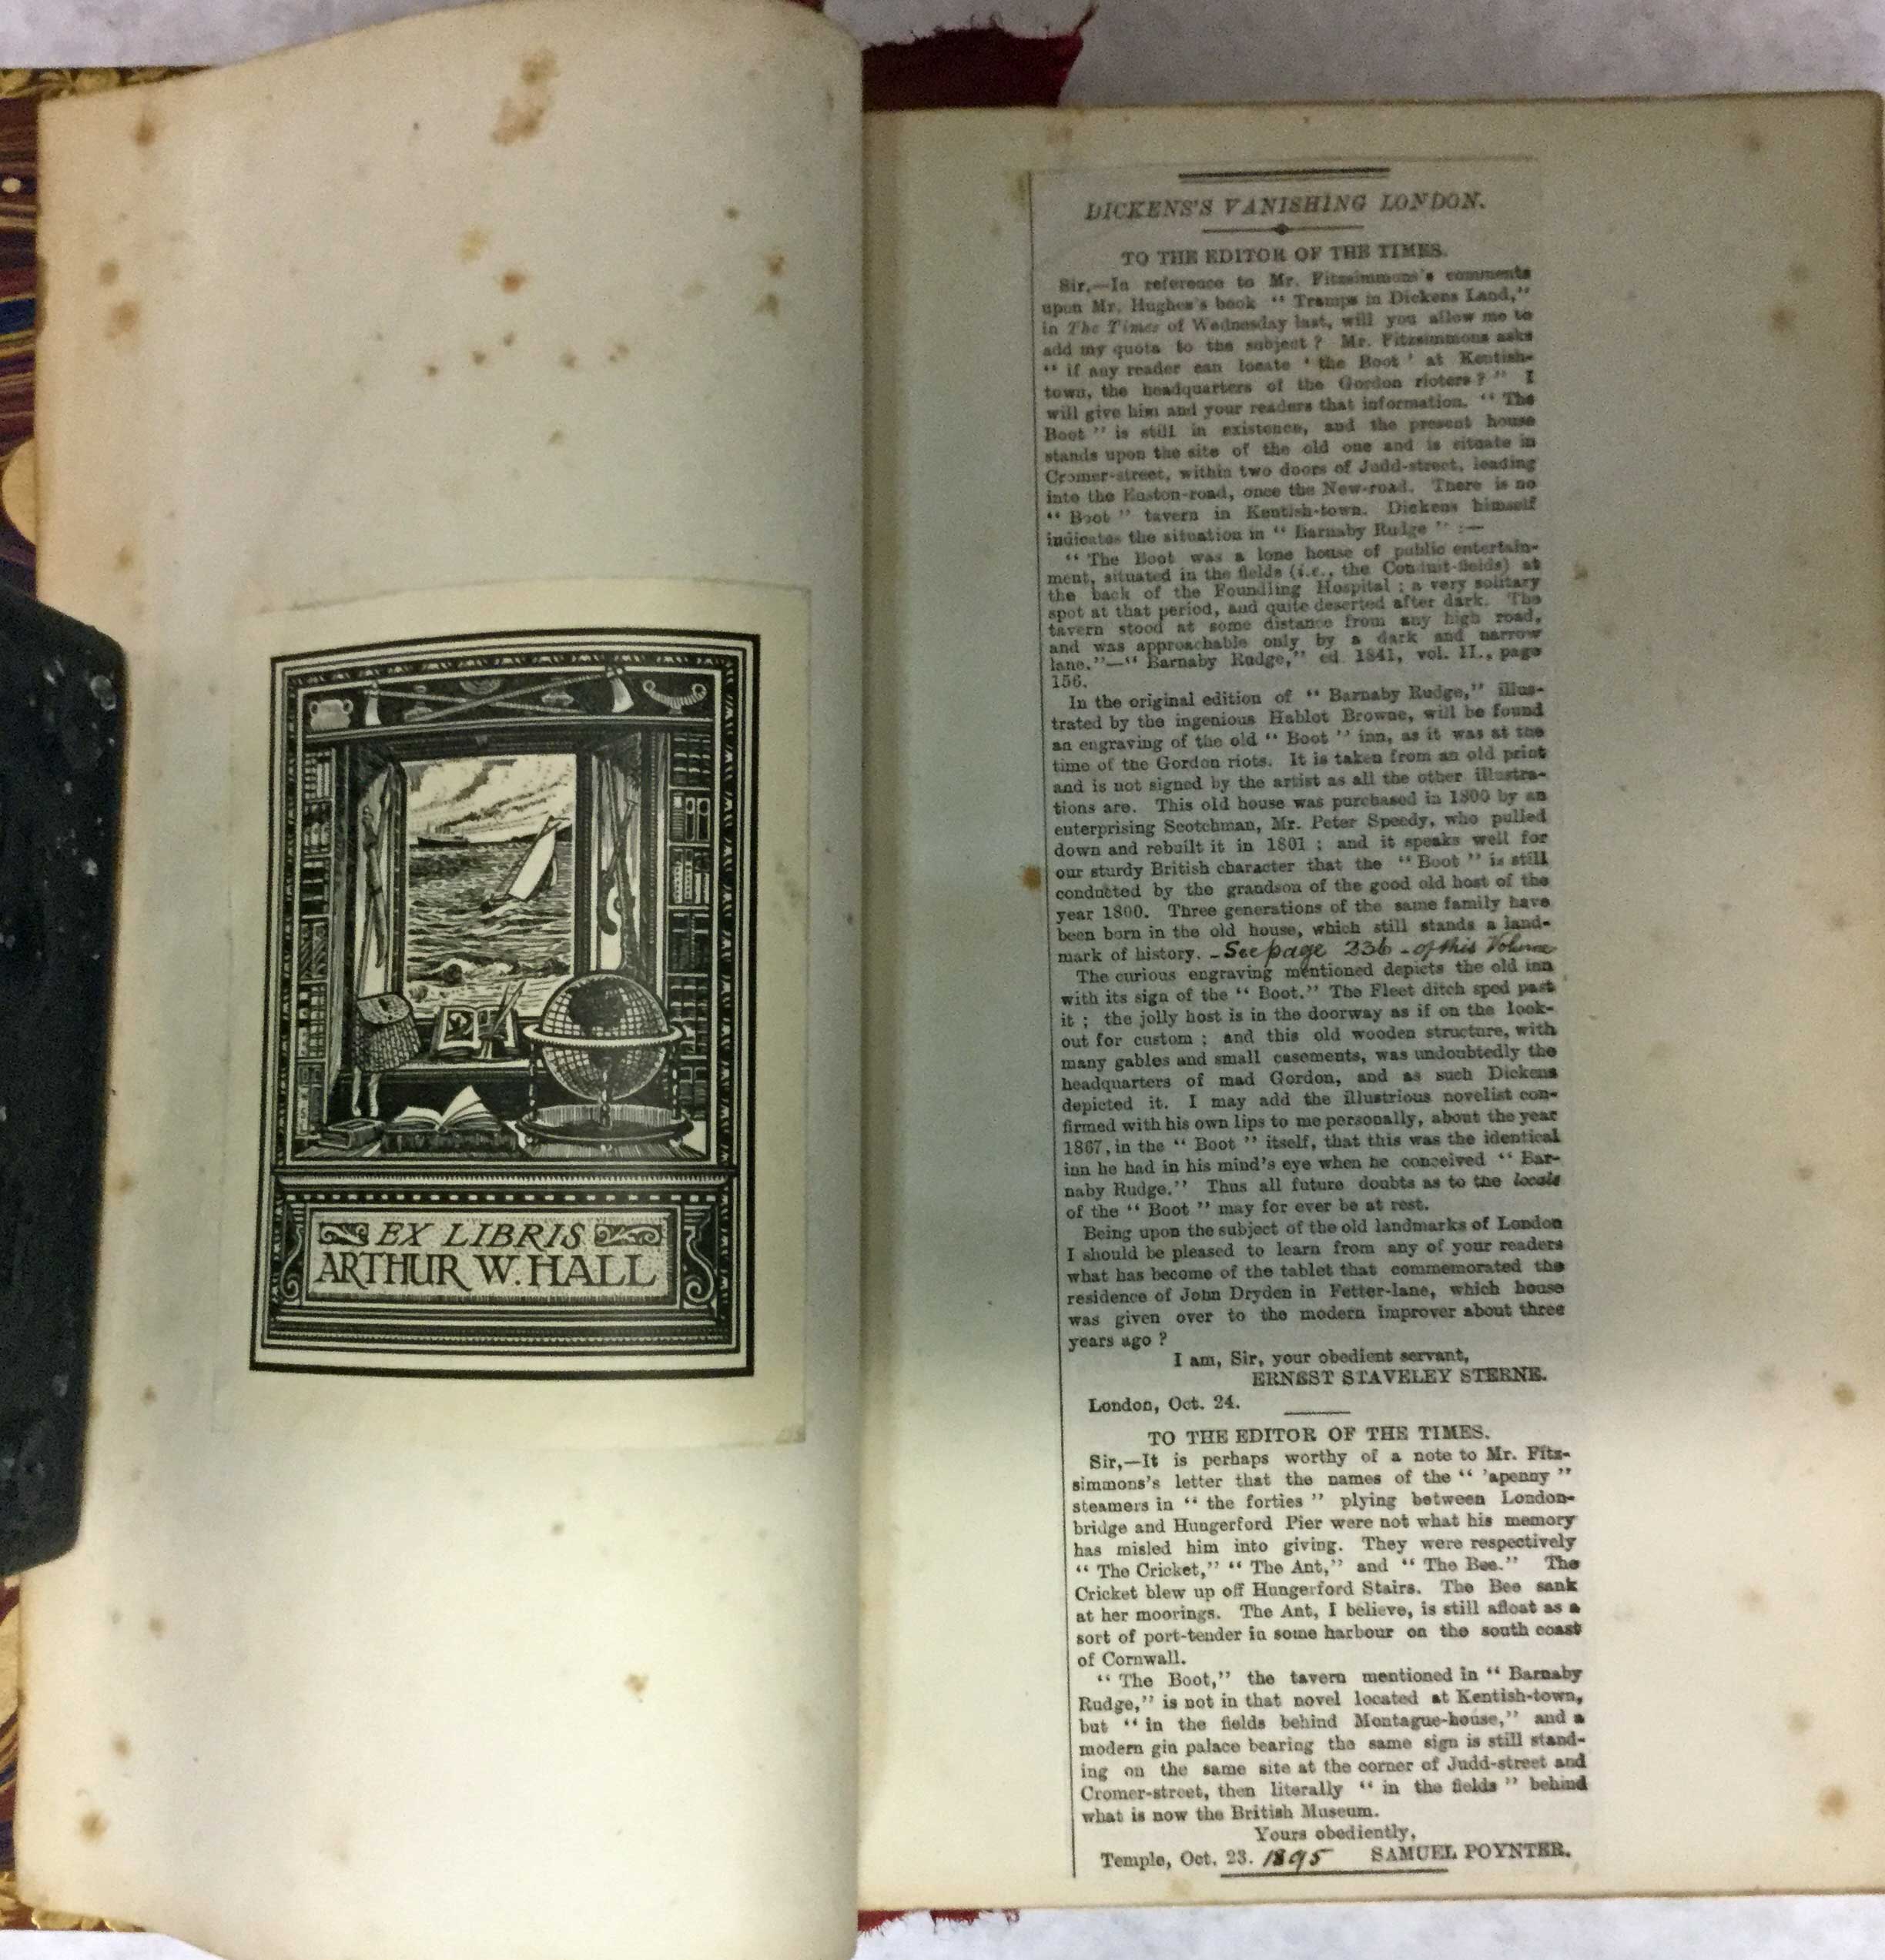 EX LIBRIS
ARTHUR W. HALL
DICKENS'S VANISHING LONDON.
TO THE EDITOR OF THE TIMES.
Sir,—In reference to Mr. Fitzsimmons's comments
upon Mr. Hughes's book “ Tramps in Dickens Land,”
in The Times of Wednesday last, will you allow me to
add my quota to the subject ? Mr. Fitzsimmons asks
“ if any reader can locate ‘ the Boot ’ at Kentish-
town, the headquarters of the Gordon rioters ? ” I
will give him and your readers that information. “ The
Boot ” is still in existence, and the present house
stands upon the site of the old one and is situate in
Cromer-street, within two doors of Judd-street, leading
into the Euston-road, once the New-road. There is no
“ Boot ” tavern in Kentish-town. Dickens himself
indicates the situation in “ Barnaby Rudge ” :—
“ The Boot was a lone house of public entertain-
ment, situated in the fields (i.e., the Conduit-fields) at
the back of the Foundling Hospital ; a very solitary
spot at that period, and quite deserted after dark. The
tavern stood at some distance from any high road,
and was approachable only by a dark and narrow
lane.”—“ Barnaby Rudge,” ed. 1841, vol. II., page
156.
In the original edition of “ Barnaby Rudge,” illus-
trated by the ingenious Hablot Browne, will be found
an engraving of the old “ Boot ” inn, as it was at the
time of the Gordon riots. It is taken from an old print
and is not signed by the artist as all the other illustra-
tions are. This old house was purchased in 1800 by an
enterprising Scotchman, Mr. Peter Speedy, who pulled
down and rebuilt it in 1801 ; and it speaks well for
our sturdy British character that the “ Boot ” is still
conducted by the grandson of the good old host of the
year 1800. Three generations of the same family have
been born in the old house, which still stands a land-
mark of history. - See page 236 - of this Volume
The curious engraving mentioned depicts the old inn
with its sign of the “ Boot.” The Fleet ditch sped past
it ; the jolly host is in the doorway as if on the look-
out for custom ; and this old wooden structure, with
many gables and small casements, was undoubtedly the
headquarters of mad Gordon, and as such Dickens
depicted it. I may add the illustrious novelist con-
firmed with his own lips to me personally, about the year
1867, in the “ Boot ” itself, that this was the identical
inn he had in his mind's eye when he conceived “ Bar-
naby Rudge.” Thus all future doubts as to the locale
of the “ Boot ” may for ever be at rest.
Being upon the subject of the old landmarks of London
I should be pleased to learn from any of your readers
what has become of the tablet that commemorated the
residence of John Dryden in Fetter-lane, which house
was given over to the modern improver about three
years ago ?
I am, Sir, your obedient servant,
ERNEST STAVELEY STERNE.
London, Oct. 24.
TO THE EDITOR OF THE TIMES.
Sir,—It is perhaps worthy of a note to Mr. Fitz-
simmons's letter that the names of the “ 'apenny ”
steamers in “ the forties ” plying between London-
bridge and Hungerford Pier were not what his memory
has misled him into giving. They were respectively
“ The Cricket,” “ The Ant,” and “ The Bee.” The
Cricket blew up off Hungerford Stairs. The Bee sank
at her moorings. The Ant, I believe, is still afloat as a
sort of port-tender in some harbour on the south coast
of Cornwall.
“ The Boot,” the tavern mentioned in “ Barnaby
Rudge,” is not in that novel located at Kentish-town,
but “ in the fields behind Montague-house,” and a
modern gin palace bearing the same sign is still stand-
ing on the same site at the corner of Judd-street and
Cromer-street, then literally “ in the fields ” behind
what is now the British Museum.
Yours obediently,
Temple, Oct. 23. 1895 SAMUEL POYNTER.